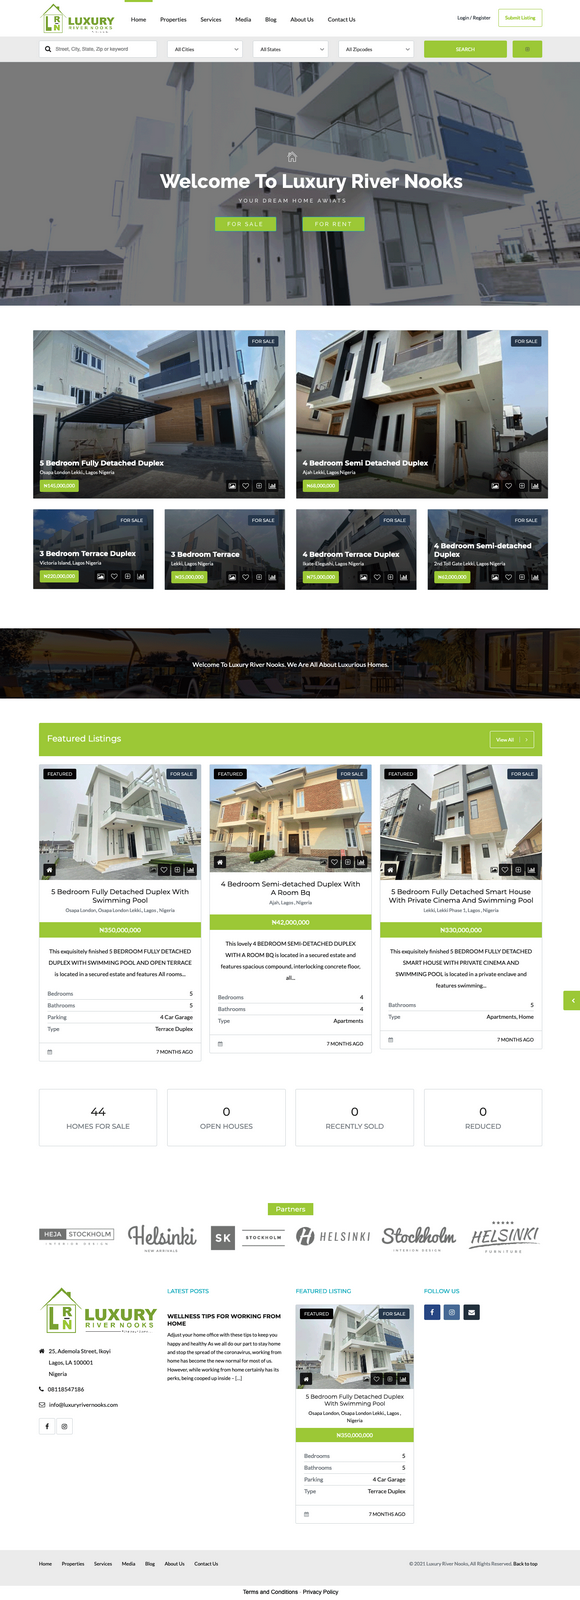 LUXURY
RIVER NOOKS
Home
Properties
Services
Media
Blog
About Us
Contact Us
Login / Register
Submit Listing
Street, City, State, Zip or keyword
All Cities
All States
All Zipcodes
SEARCH
Welcome To Luxury River Nooks
YOUR DREAM HOME AWIATS
FOR SALE
FOR RENT
FOR SALE
5 Bedroom Fully Detached Duplex
Osapa London Lekki, Lagos Nigeria
₦145,000,000
FOR SALE
4 Bedroom Semi Detached Duplex
Ajah Lekki, Lagos Nigeria
₦68,000,000
FOR SALE
3 Bedroom Terrace Duplex
Victoria Island, Lagos Nigeria
₦220,000,000
FOR SALE
3 Bedroom Terrace
Lekki, Lagos Nigeria
₦35,000,000
FOR SALE
4 Bedroom Terrace Duplex
Ikate-Elegushi, Lagos Nigeria
₦75,000,000
FOR SALE
4 Bedroom Semi-detached
Duplex
2nd Toll Gate Lekki, Lagos Nigeria
₦62,000,000
Welcome To Luxury River Nooks. We Are All About Luxurious Homes.
Featured Listings
View All
FEATURED
FOR SALE
5 Bedroom Fully Detached Duplex With
Swimming Pool
Osapa London, Osapa London Lekki, Lagos , Nigeria
₦350,000,000
This exquisitely finished 5 BEDROOM FULLY DETACHED
DUPLEX WITH SWIMMING POOL AND OPEN TERRACE
is located in a secured estate and features All rooms...
Bedrooms 5
Bathrooms 5
Parking 4 Car Garage
Type Terrace Duplex
7 MONTHS AGO
FEATURED
FOR SALE
4 Bedroom Semi-detached Duplex With
A Room Bq
Ajah, Lagos , Nigeria
₦42,000,000
This lovely 4 BEDROOM SEMI-DETACHED DUPLEX
WITH A ROOM BQ is located in a secured estate and
features spacious compound, interlocking concrete floor,
all...
Bedrooms 4
Bathrooms 4
Type Apartments
7 MONTHS AGO
FEATURED
FOR SALE
5 Bedroom Fully Detached Smart House
With Private Cinema And Swimming Pool
Lekki, Lekki Phase 1, Lagos , Nigeria
₦330,000,000
This exquisitely finished 5 BEDROOM FULLY DETACHED
SMART HOUSE WITH PRIVATE CINEMA AND
SWIMMING POOL is located in a private enclave and
features swimming...
Bathrooms 5
Type Apartments, Home
7 MONTHS AGO
44
HOMES FOR SALE
0
OPEN HOUSES
0
RECENTLY SOLD
0
REDUCED
Partners
HEJA STOCKHOLM
INTERIOR DESIGN
Helsinki
NEW ARRIVALS
SK STOCKHOLM
H HELSINKI
Stockholm
INTERIOR DESIGN
HELSINKI
FURNITURE
LUXURY
RIVER NOOKS
25, Ademola Street, Ikoyi
Lagos, LA 100001
Nigeria
08118547186
info@luxuryrivernooks.com
LATEST POSTS
WELLNESS TIPS FOR WORKING FROM
HOME
Adjust your home office with these tips to keep you
happy and healthy As we all do our part to stay home
and stop the spread of the coronavirus, working from
home has become the new normal for most of us.
However, while working from home certainly has its
perks, being cooped up inside – [...]
FEATURED LISTING
FEATURED
FOR SALE
5 Bedroom Fully Detached Duplex
With Swimming Pool
Osapa London, Osapa London Lekki, Lagos ,
Nigeria
₦350,000,000
Bedrooms 5
Bathrooms 5
Parking 4 Car Garage
Type Terrace Duplex
7 MONTHS AGO
FOLLOW US
Home
Properties
Services
Media
Blog
About Us
Contact Us
© 2021 Luxury River Nooks, All Rights Reserved. Back to top
Terms and Conditions - Privacy Policy